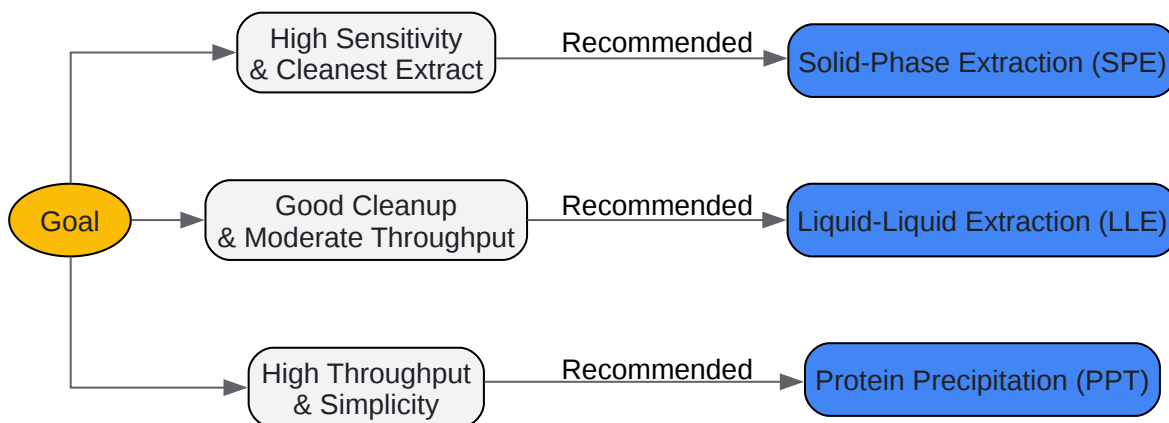 High Sensitivity
& Cleanest Extract
Recommended
Solid-Phase Extraction (SPE)
Goal
Good Cleanup
& Moderate Throughput
Recommended
Liquid-Liquid Extraction (LLE)
High Throughput
& Simplicity
Recommended
Protein Precipitation (PPT)